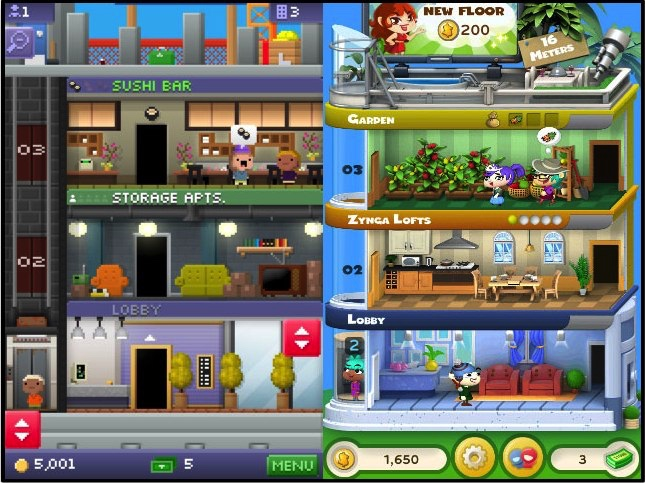 1
3
SUSHI BAR
03
STORAGE APTS.
02
LOBBY
5,001
5
MENU
NEW FLOOR
200
16
METERS
GARDEN
03
ZYNGA LOFTS
02
LOBBY
2
1,650
3